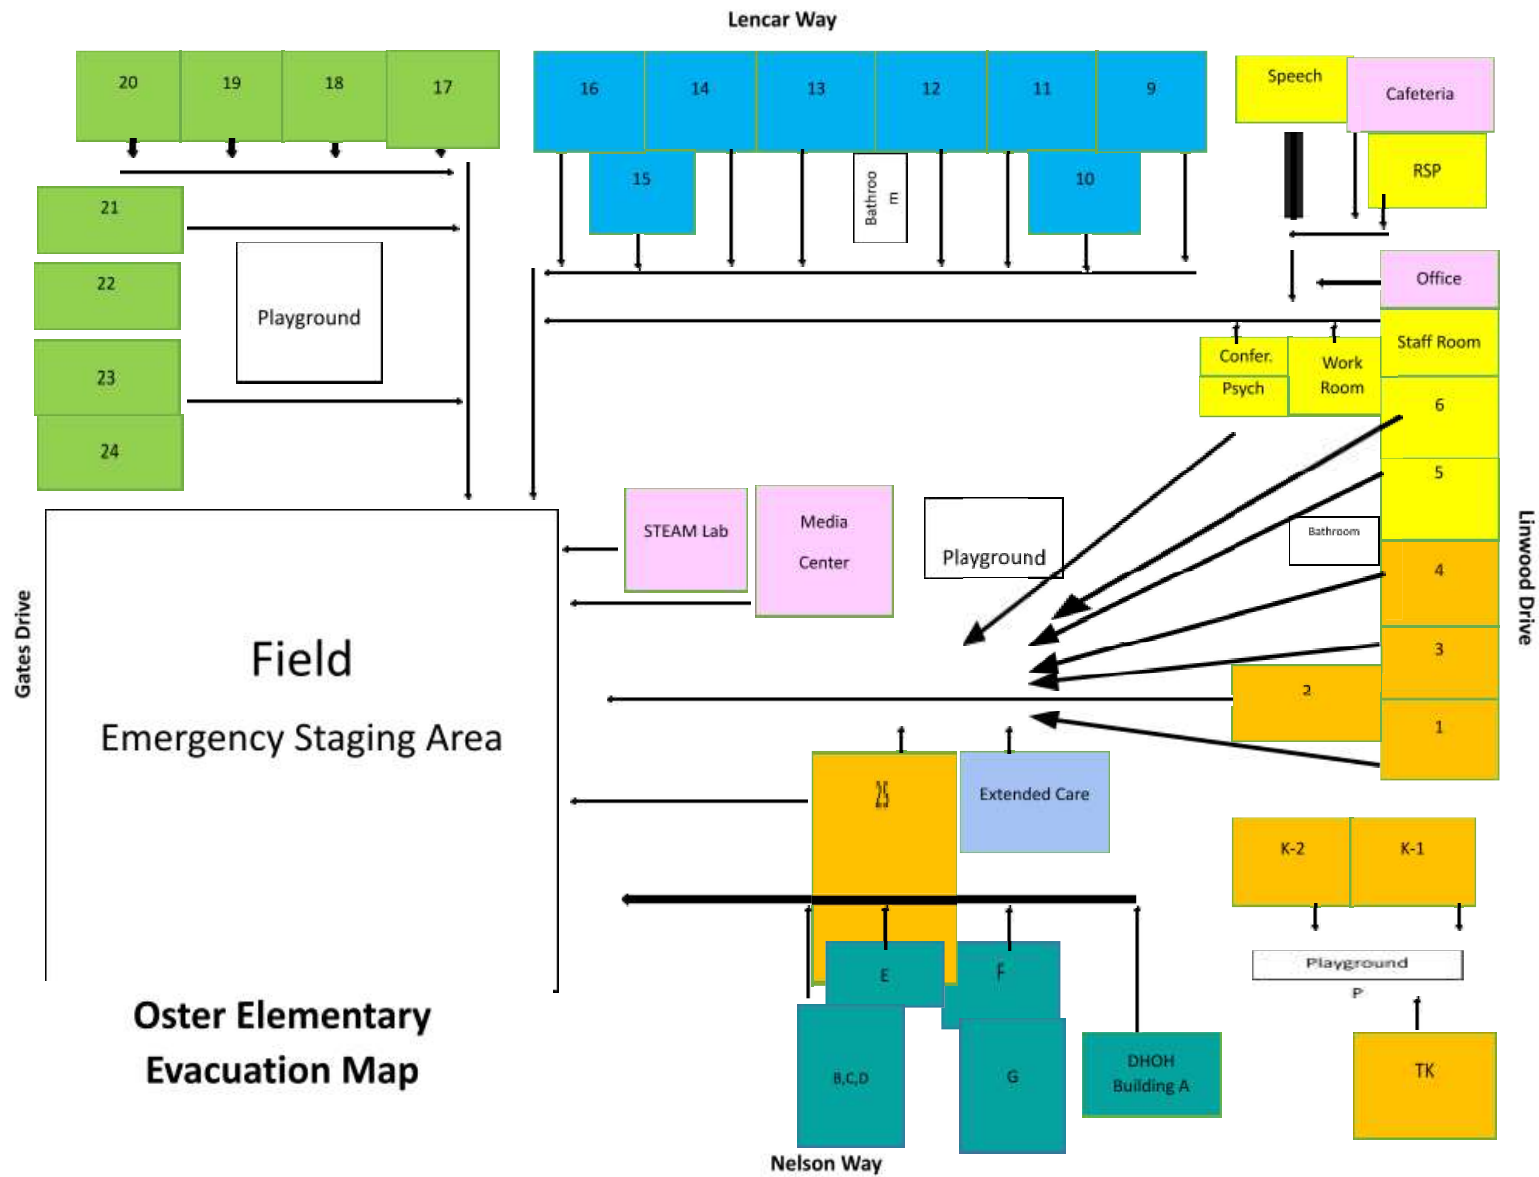 Lencar Way
20
19
18
17
16
14
13
12
11
9
Speech
Cafeteria
15
Bathroo
m
10
RSP
21
22
23
24
Playground
Office
Staff Room
Confer.
Psych
Work
Room
6
5
Bathroom
4
3
2
1
Linwood Drive
STEAM Lab
Media
Center
Playground
Gates Drive
Field
Emergency Staging Area
25
Extended Care
K-2
K-1
Playground
P
TK
E
F
B,C,D
G
DHOH
Building A
Oster Elementary
Evacuation Map
Nelson Way